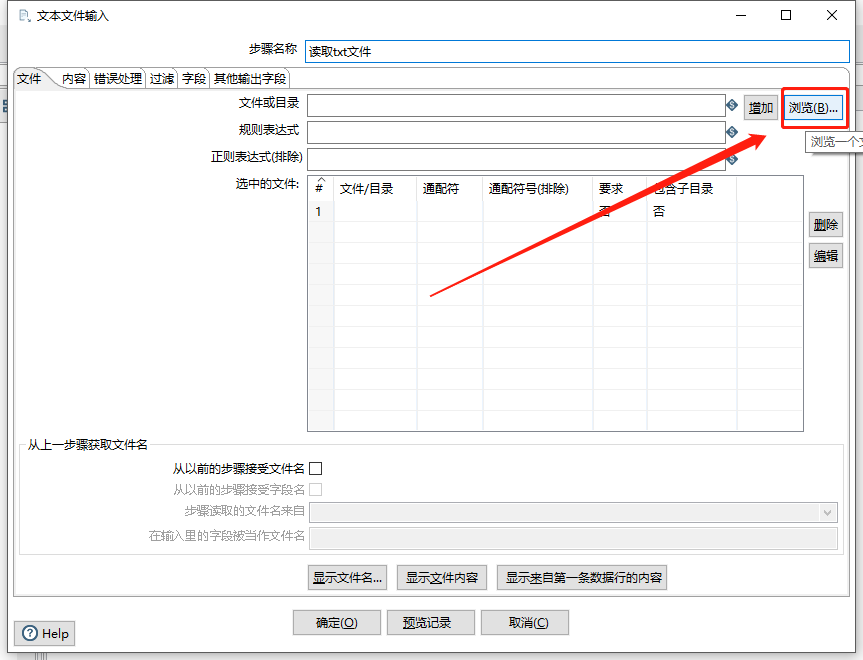 文本文件输入
步骤名称 读取txt文件
文件 内容 错误处理 过滤 字段 其他输出字段
文件或目录 增加 浏览(B)...
规则表达式
浏览一个
正则表达式(排除)
选中的文件:
# 文件/目录 通配符 通配符号(排除) 要求 包含子目录
1 否 否
删除
编辑
从上一步骤获取文件名
从以前的步骤接受文件名
从以前的步骤接受字段名
步骤读取的文件名来自
在输入里的字段被当作文件名
显示文件名... 显示文件内容 显示来自第一条数据行的内容
确定(O) 预览记录 取消(C)
Help